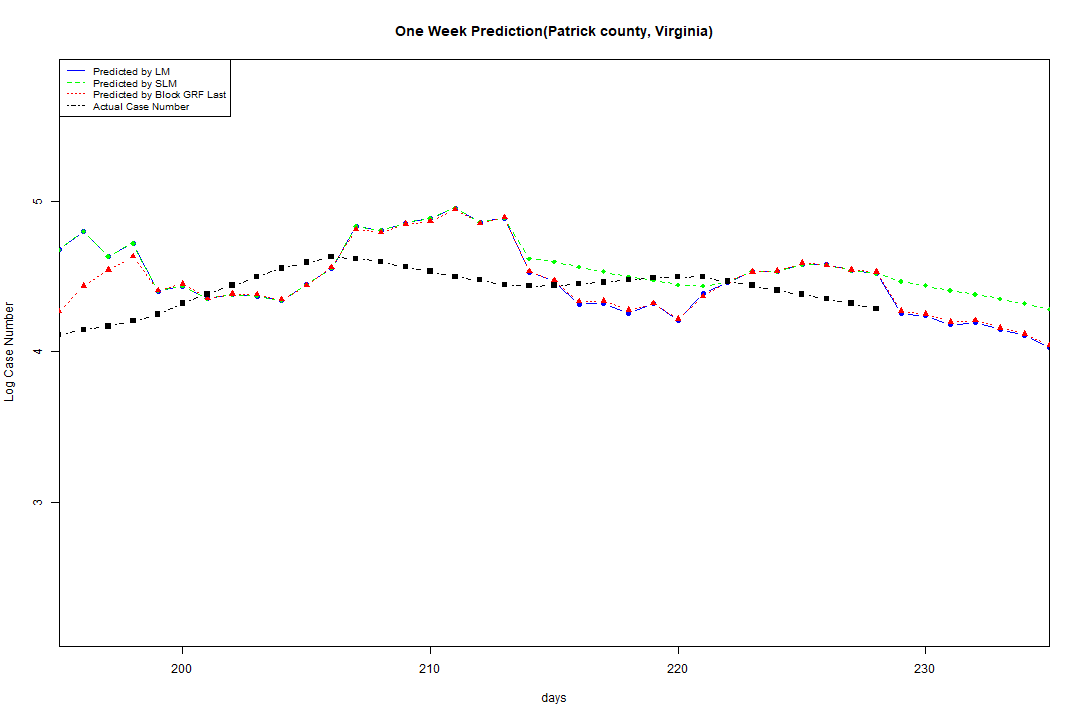 One Week Prediction(Patrick county, Virginia)
Predicted by LM
Predicted by SLM
Predicted by Block GRF Last
Actual Case Number
5
4
3
Log Case Number
200 210 220 230
days